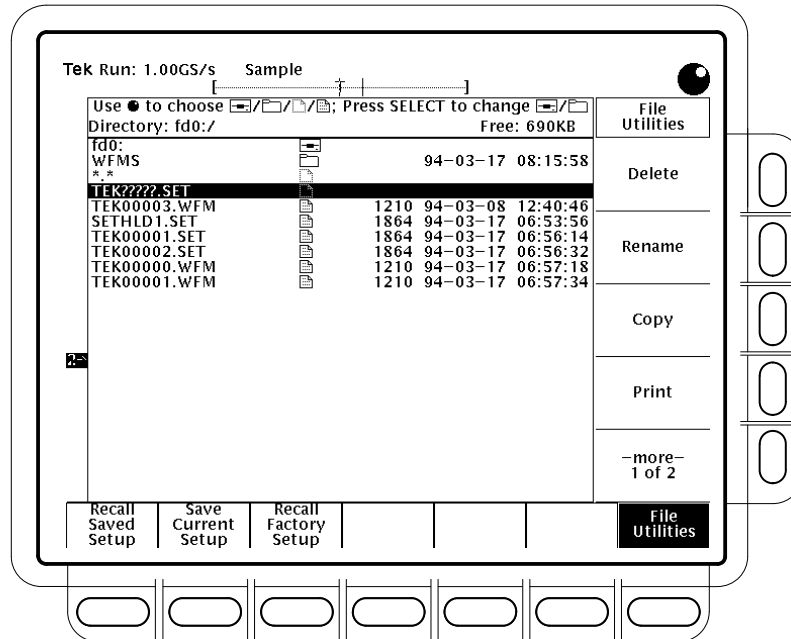 Tek Run: 1.00GS/s Sample
Use to choose / / / ; Press SELECT to change /
Directory: fd0:/ Free: 690KB
fd0:
WFMS 94-03-17 08:15:58
*.*
TEK?????.SET
TEK00003.WFM 1210 94-03-08 12:40:46
SETHLD1.SET 1864 94-03-17 06:53:56
TEK00001.SET 1864 94-03-17 06:56:14
TEK00002.SET 1864 94-03-17 06:56:32
TEK00000.WFM 1210 94-03-17 06:57:18
TEK00001.WFM 1210 94-03-17 06:57:34
File
Utilities
Delete
Rename
Copy
Print
-more-
1 of 2
Recall
Saved
Setup
Save
Current
Setup
Recall
Factory
Setup
File
Utilities